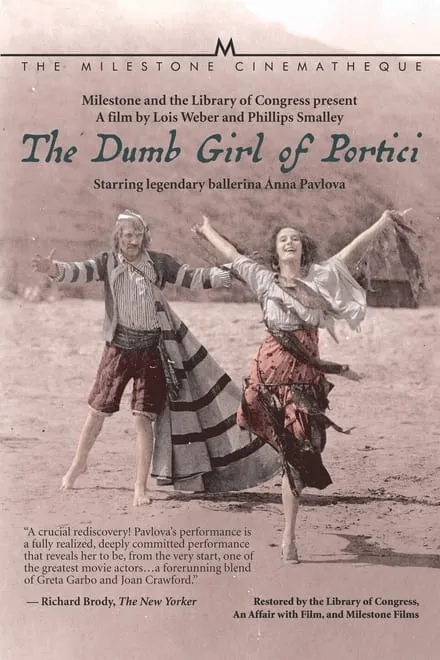 M
THE MILESTONE CINEMATHEQUE
Milestone and the Library of Congress present
A film by Lois Weber and Phillips Smalley
The Dumb Girl of Portici
Starring legendary ballerina Anna Pavlova
“A crucial rediscovery! Pavlova’s performance is
a fully realized, deeply committed performance
that reveals her to be, from the very start, one of
the greatest movie actors…a forerunning blend
of Greta Garbo and Joan Crawford.”
— Richard Brody, The New Yorker
Restored by the Library of Congress,
An Affair with Film, and Milestone Films